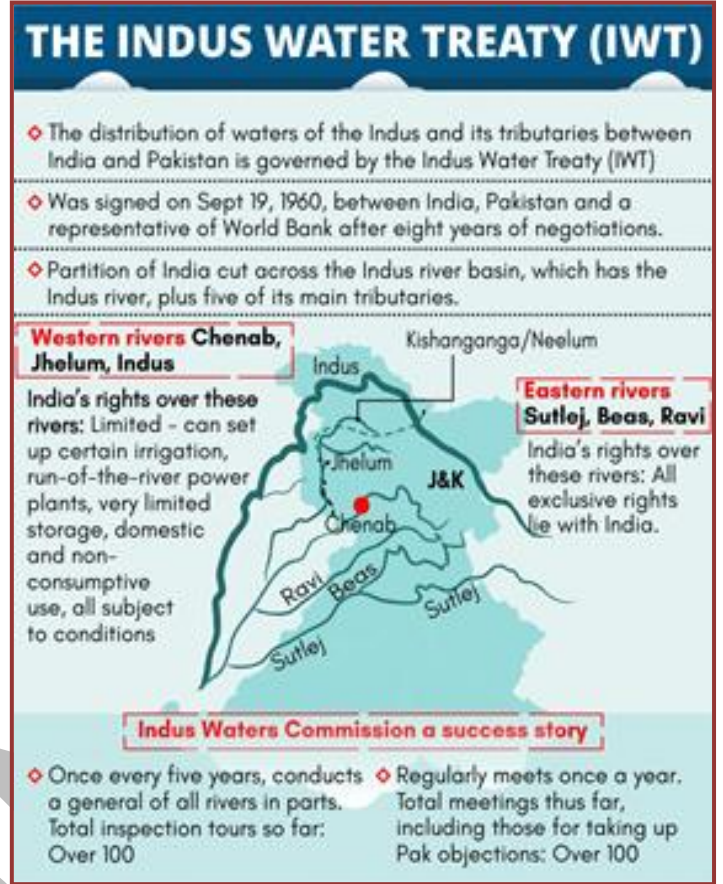 THE INDUS WATER TREATY (IWT)
◇ The distribution of waters of the Indus and its tributaries between
India and Pakistan is governed by the Indus Water Treaty (IWT)
◇ Was signed on Sept 19, 1960, between India, Pakistan and a
representative of World Bank after eight years of negotiations.
◇ Partition of India cut across the Indus river basin, which has the
Indus river, plus five of its main tributaries.
Western rivers Chenab,
Jhelum, Indus
India's rights over these
rivers: Limited - can set
up certain irrigation,
run-of-the-river power
plants, very limited
storage, domestic
and non-
consumptive
use, all subject
to conditions
Kishanganga/Neelum
Indus
Jhelum
J&K
Chenab
Ravi
Beas
Sutlej
Sutlej
Eastern rivers
Sutlej, Beas, Ravi
India's rights over
these rivers: All
exclusive rights
lie with India.
Indus Waters Commission a success story
◇ Once every five years, conducts
a general of all rivers in parts.
Total inspection tours so far:
Over 100
◇ Regularly meets once a year.
Total meetings thus far,
including those for taking up
Pak objections: Over 100